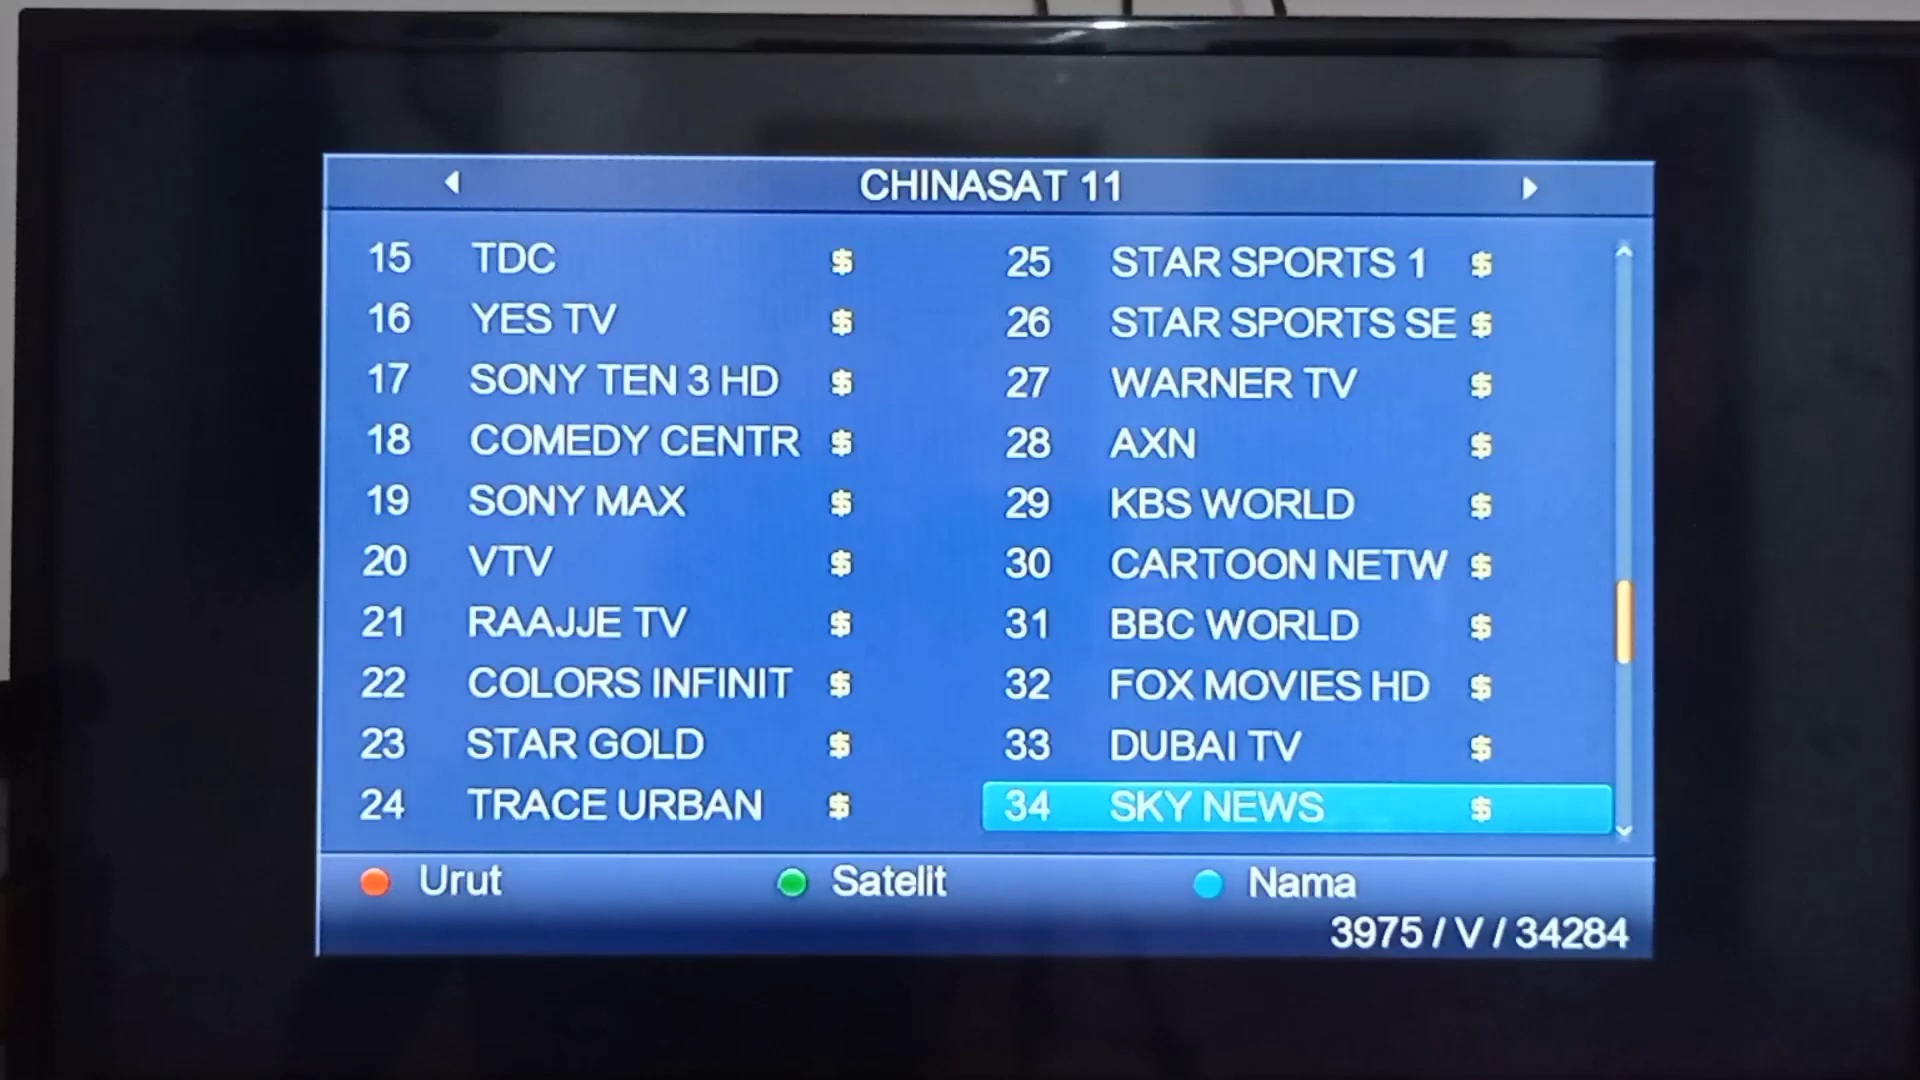 CHINASAT 11
15 TDC $
16 YES TV $
17 SONY TEN 3 HD $
18 COMEDY CENTR $
19 SONY MAX $
20 VTV $
21 RAAJJE TV $
22 COLORS INFINIT $
23 STAR GOLD $
24 TRACE URBAN $
25 STAR SPORTS 1 $
26 STAR SPORTS SE $
27 WARNER TV $
28 AXN $
29 KBS WORLD $
30 CARTOON NETW $
31 BBC WORLD $
32 FOX MOVIES HD $
33 DUBAI TV $
34 SKY NEWS $
Urut Satelit Nama
3975 / V / 34284